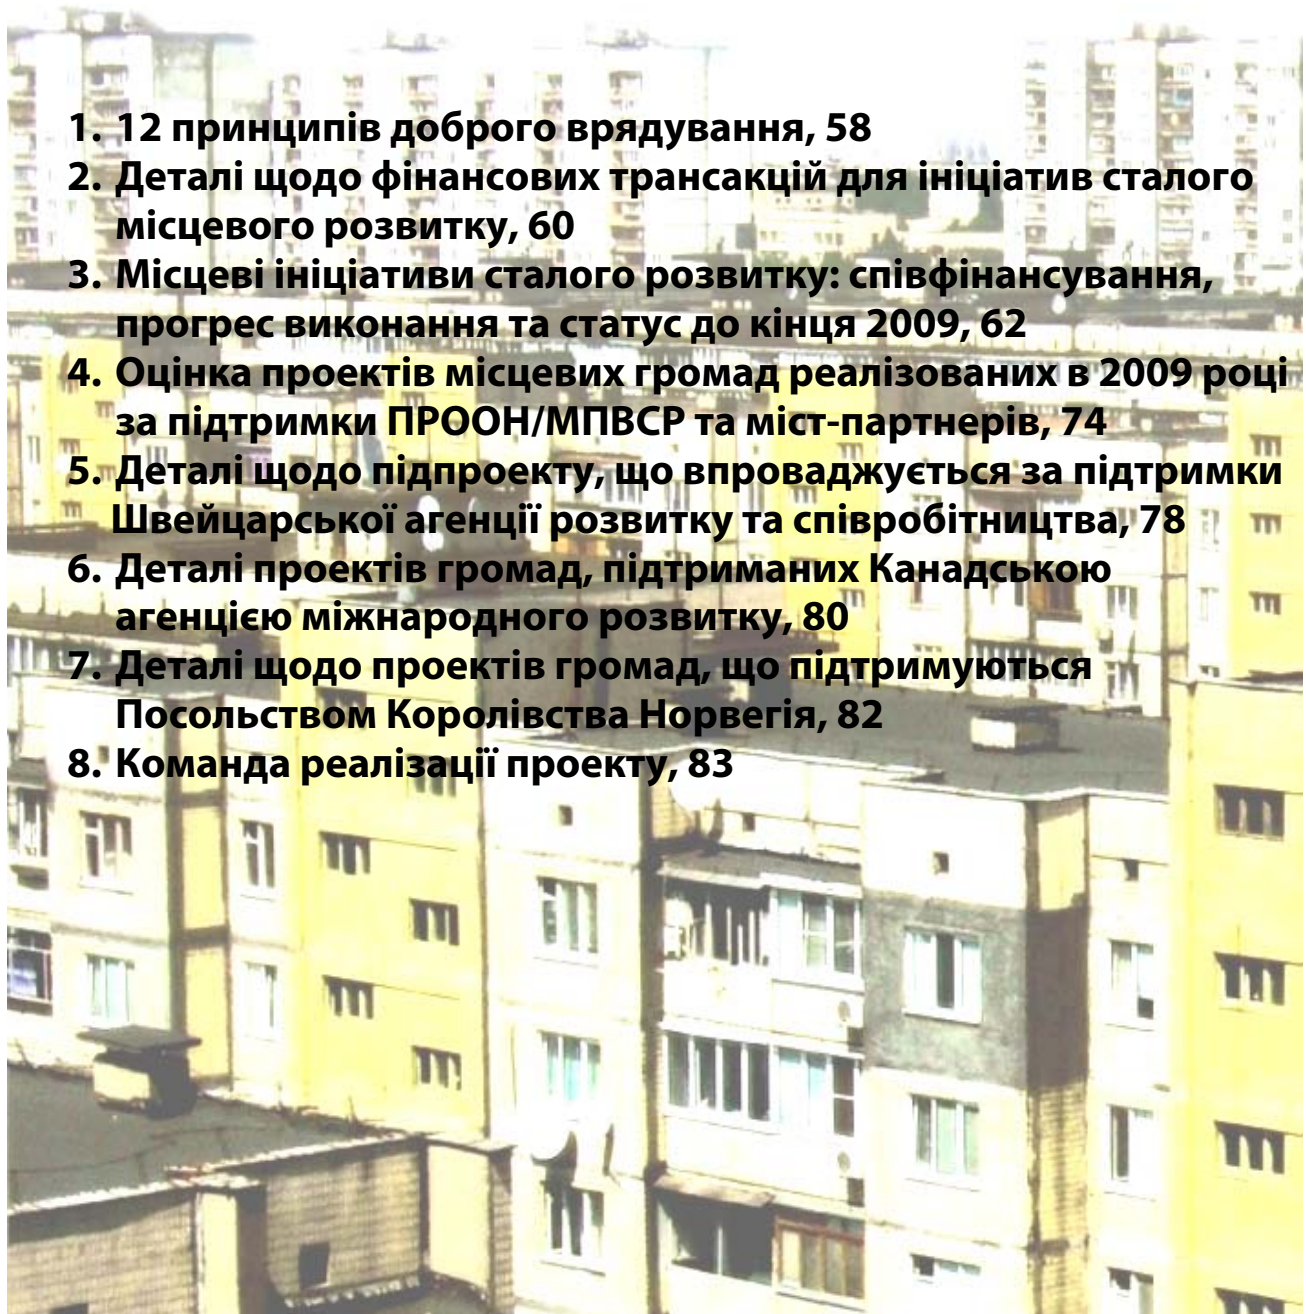 1. 12 принципів доброго врядування, 58
2. Деталі щодо фінансових трансакцій для ініціатив сталого
місцевого розвитку, 60
3. Місцеві ініціативи сталого розвитку: співфінансування,
прогрес виконання та статус до кінця 2009, 62
4. Оцінка проектів місцевих громад реалізованих в 2009 році
за підтримки ПРООН/МПВСР та міст-партнерів, 74
5. Деталі щодо підпроекту, що впроваджується за підтримки
Швейцарської агенції розвитку та співробітництва, 78
6. Деталі проектів громад, підтриманих Канадською
агенцією міжнародного розвитку, 80
7. Деталі щодо проектів громад, що підтримуються
Посольством Королівства Норвегія, 82
8. Команда реалізації проекту, 83